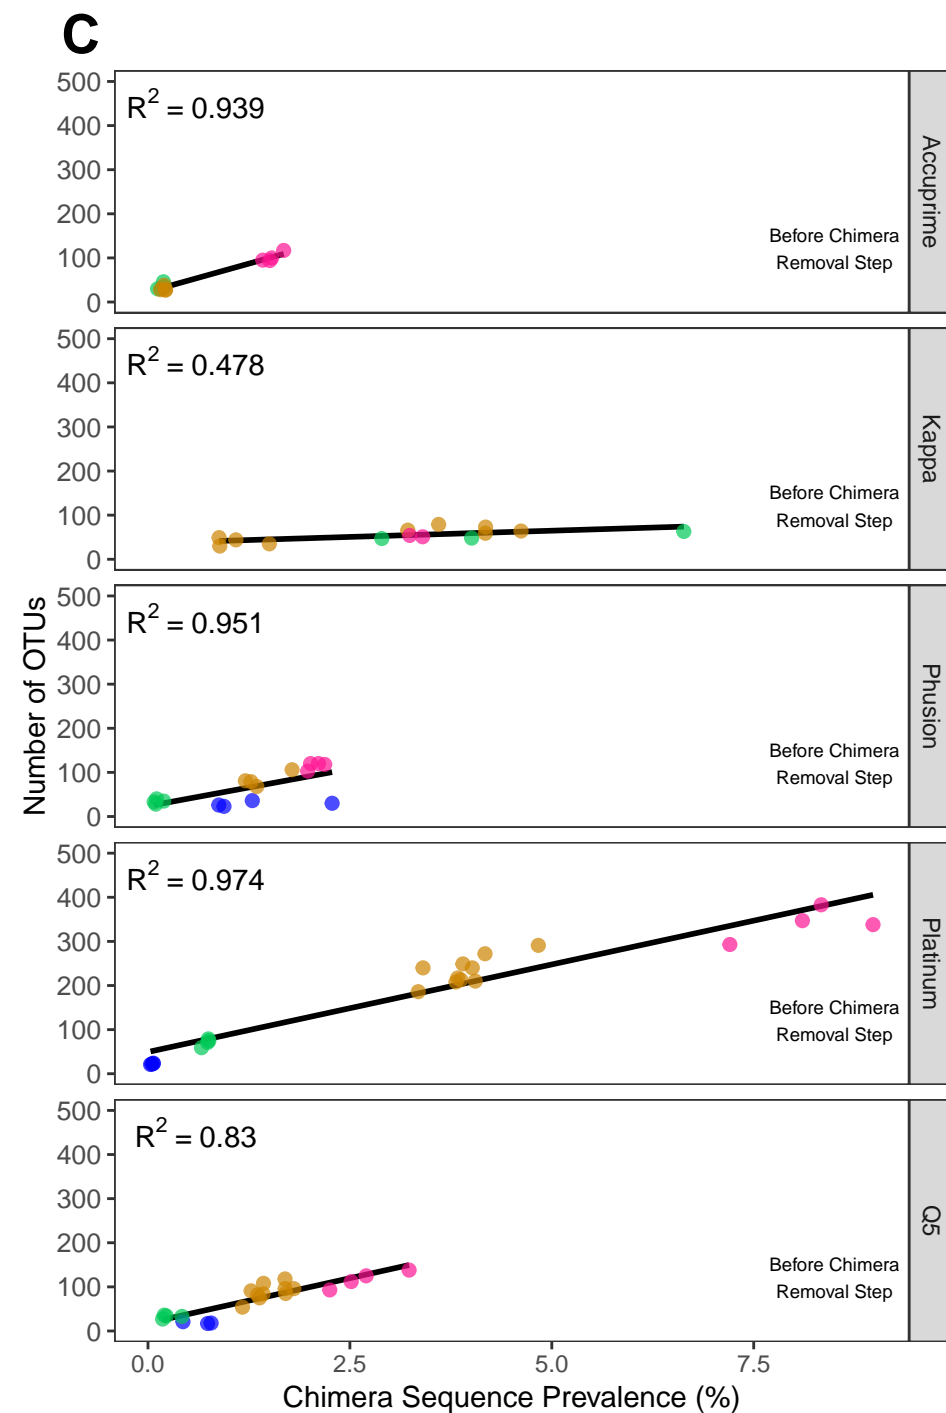 C
500
400
300
200
100
0
R² = 0.939
Before Chimera
Removal Step
Accuprime
500
400
300
200
100
0
R² = 0.478
Before Chimera
Removal Step
Kappa
Number of OTUs
500
400
300
200
100
0
R² = 0.951
Before Chimera
Removal Step
Phusion
500
400
300
200
100
0
R² = 0.974
Before Chimera
Removal Step
Platinum
500
400
300
200
100
0
R² = 0.83
Before Chimera
Removal Step
Q5
0.0 2.5 5.0 7.5
Chimera Sequence Prevalence (%)